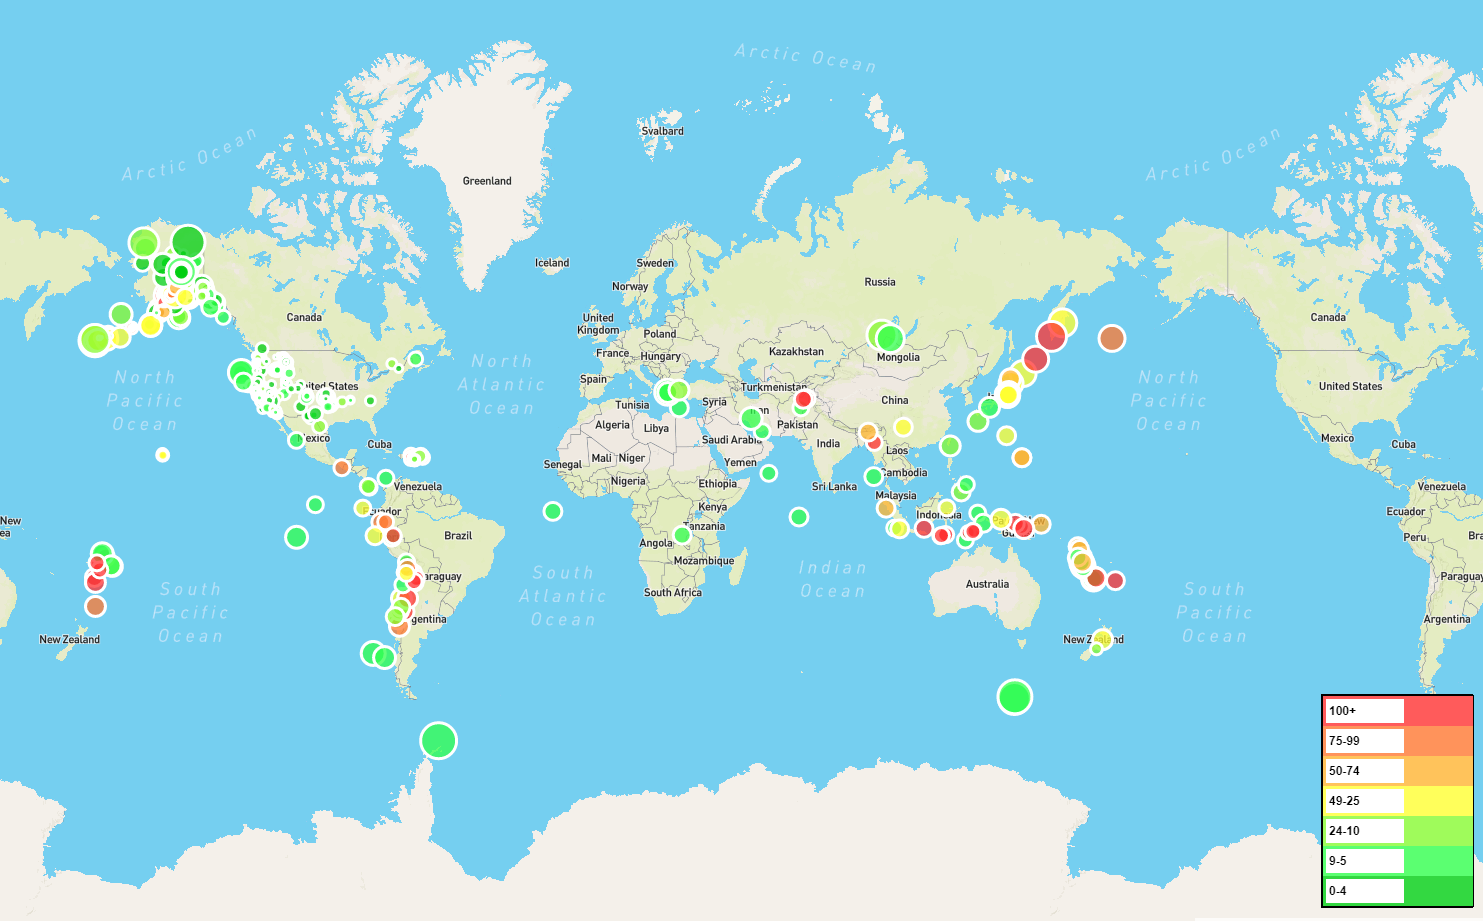 Arctic Ocean
Svalbard
Arctic Ocean
Arctic Ocean
Greenland
Iceland
Sweden
Norway
Russia
Canada
United
Kingdom
Poland
France
Hungary
Kazakhstan
Mongolia
Canada
North
Atlantic
Ocean
Spain
Turkmenistan
United States
North
Pacific
Ocean
Tunisia
Syria
Iran
China
North
Pacific
Ocean
United States
Algeria
Libya
Pakistan
Mexico
Cuba
Saudi Arabia
India
Mexico
Cuba
Senegal
Mali
Niger
Yemen
Laos
Cambodia
Venezuela
Nigeria
Ethiopia
Sri Lanka
Malaysia
Venezuela
Ecuador
Kenya
Indonesia
Ecuador
New
ea
Brazil
Tanzania
Angola
Peru
Bra
Mozambique
Indian
Ocean
Australia
araguay
Paraguay
South
Pacific
Ocean
South
Atlantic
Ocean
South Africa
South
Pacific
Ocean
gentina
Argentina
New Zealand
New Zealand
100+
75-99
50-74
49-25
24-10
9-5
0-4